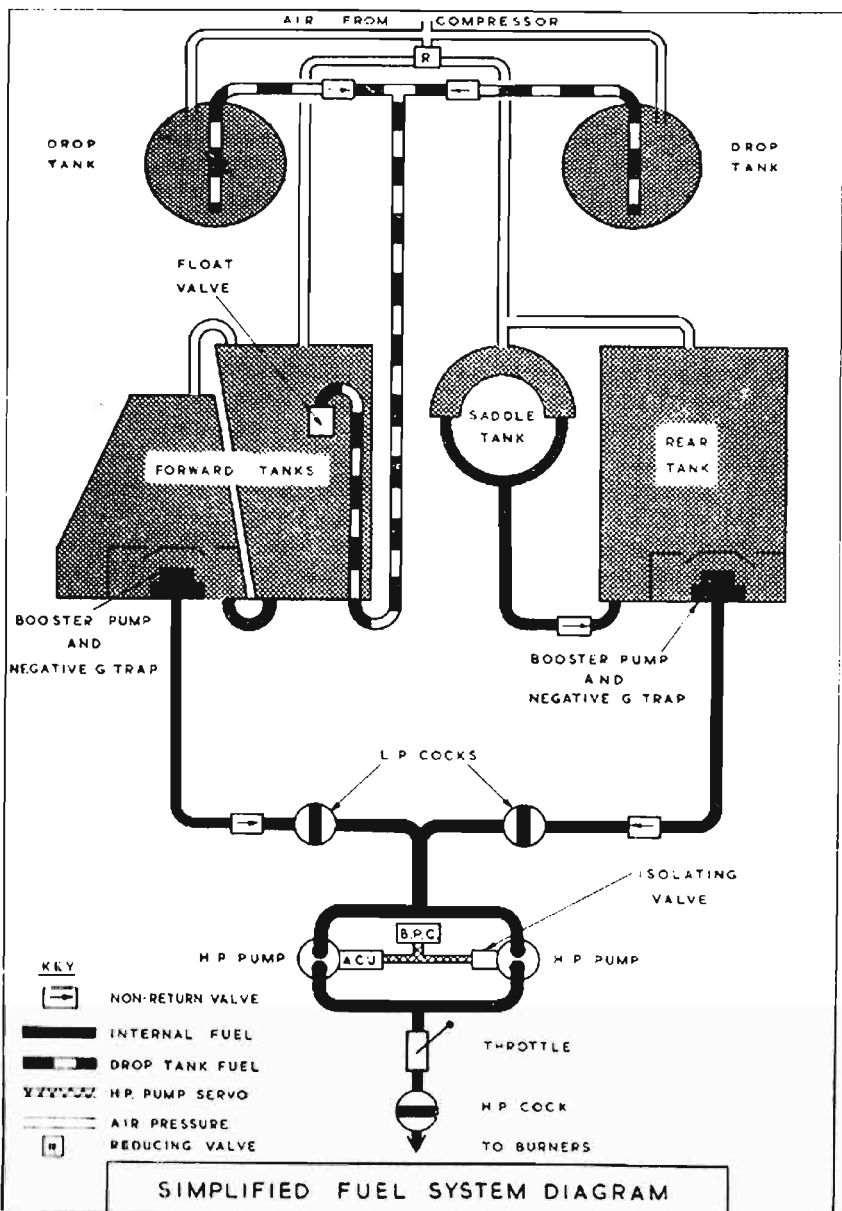 AIR FROM COMPRESSOR
R
DROP
TANK
DROP
TANK
FLOAT
VALVE
SADDLE
TANK
REAR
TANK
FORWARD TANKS
BOOSTER PUMP
AND
NEGATIVE G TRAP
BOOSTER PUMP
AND
NEGATIVE G TRAP
L.P. COCKS
ISOLATING
VALVE
B.P.C.
H.P. PUMP
A.C.U.
H.P. PUMP
KEY
NON-RETURN VALVE
INTERNAL FUEL
DROP TANK FUEL
H.P. PUMP SERVO
AIR PRESSURE
R
REDUCING VALVE
THROTTLE
H.P. COCK
TO BURNERS
SIMPLIFIED FUEL SYSTEM DIAGRAM